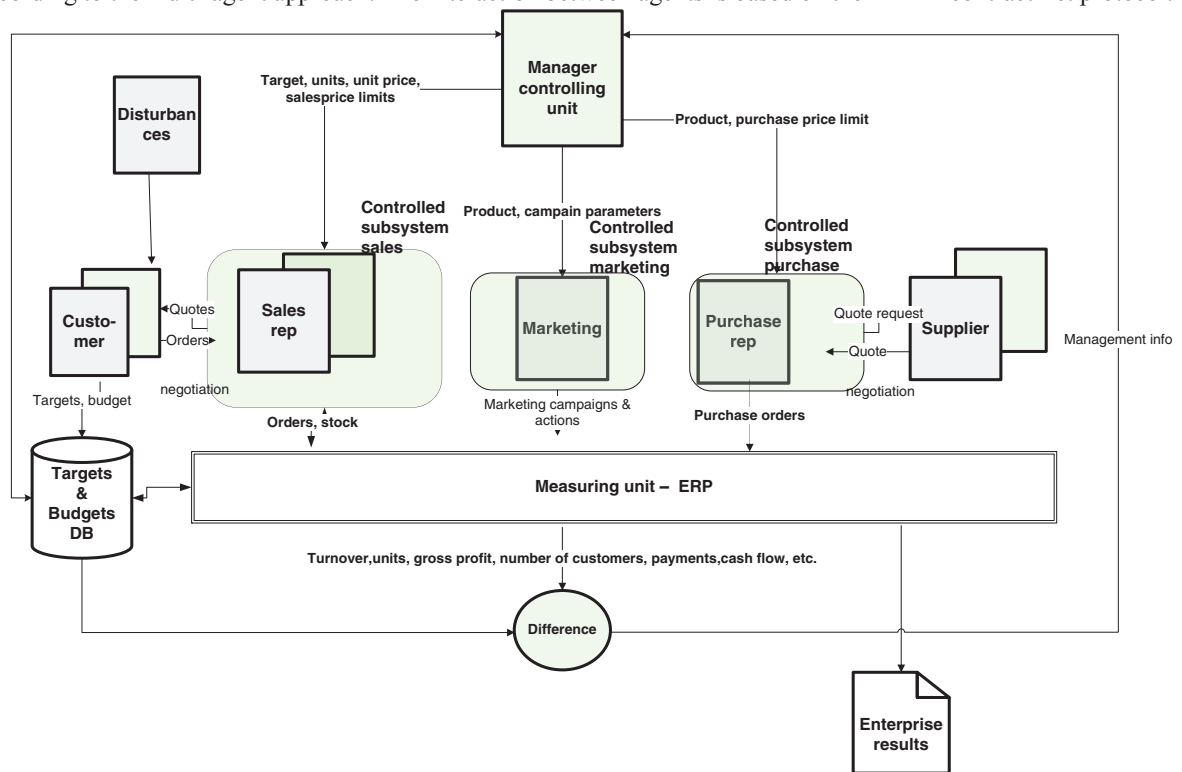 Manager
controlling
unit
Target, units, unit price,
salesprice limits
Disturban
ces
Product, purchase price limit
Controlled
subsystem
sales
Product, campain parameters
Controlled
subsystem
marketing
Controlled
subsystem
purchase
Custo-
mer
Quotes
Orders
negotiation
Sales
rep
Marketing
Purchase
rep
Quote request
Quote
negotiation
Supplier
Management info
Targets, budget
Orders, stock
Marketing campaigns &
actions
Purchase orders
Targets
&
Budgets
DB
Measuring unit – ERP
Turnover,units, gross profit, number of customers, payments,cash flow, etc.
Difference
Enterprise
results